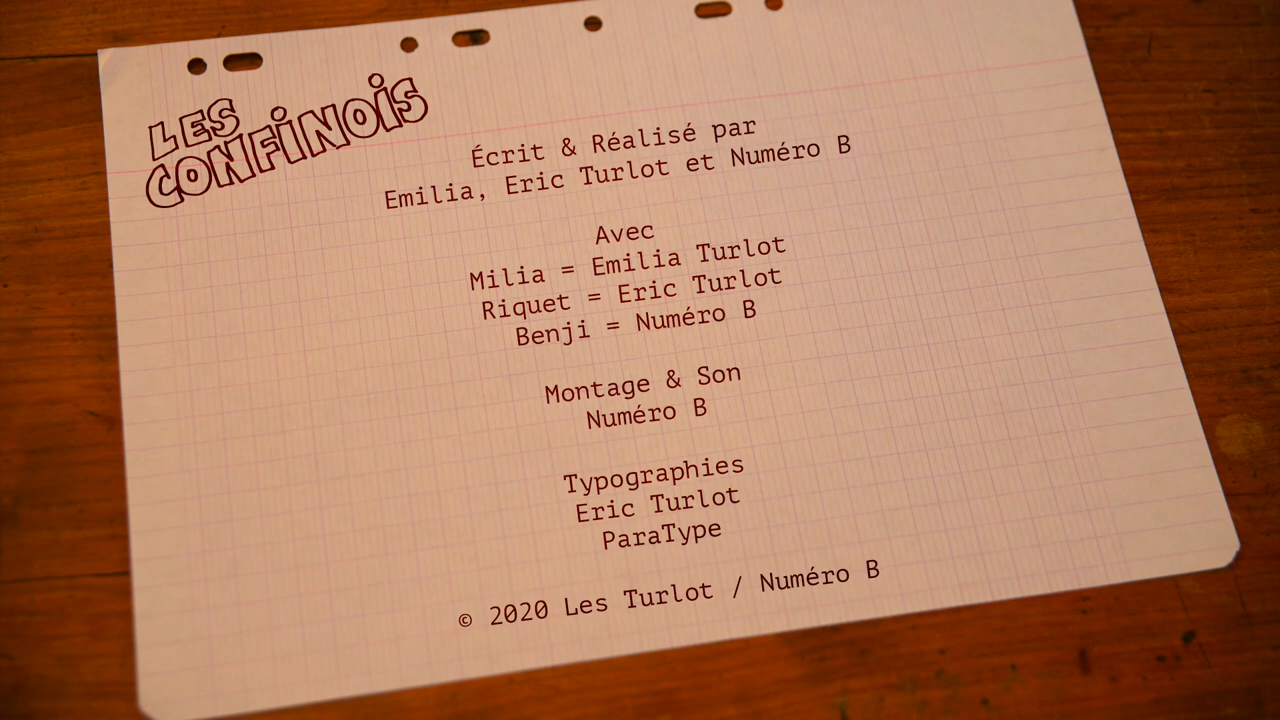 LES
CONFINOIS
Écrit & Réalisé par
Emilia, Eric Turlot et Numéro B
Avec
Milia = Emilia Turlot
Riquet = Eric Turlot
Benji = Numéro B
Montage & Son
Numéro B
Typographies
Eric Turlot
ParaType
© 2020 Les Turlot / Numéro B